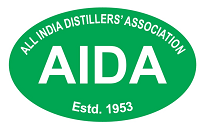 ALL INDIA DISTILLERS' ASSOCIATION
AIDA
Estd. 1953